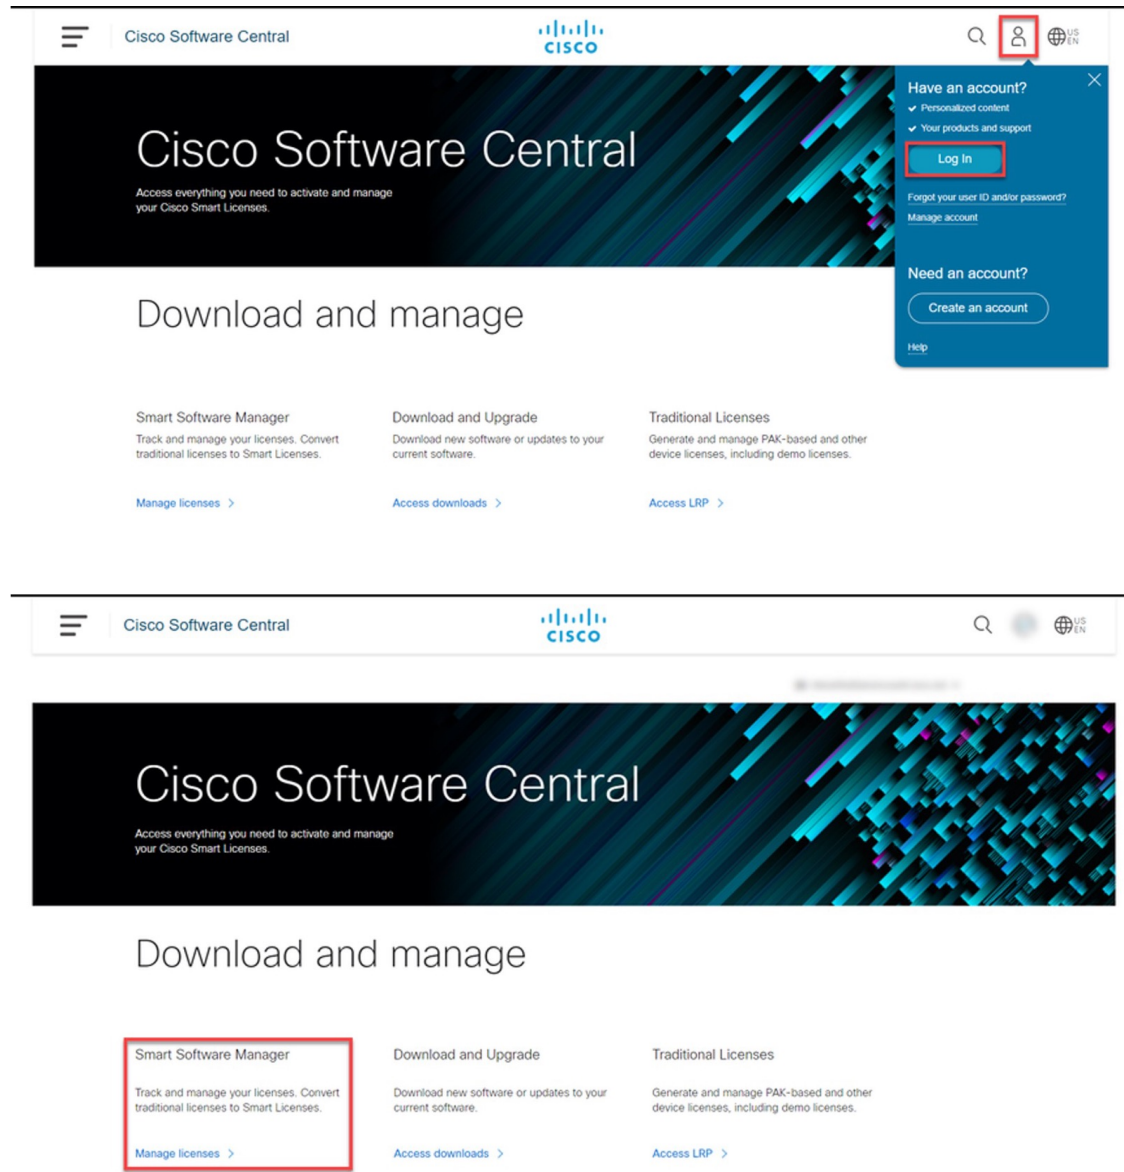 Cisco Software Central
CISCO
US
EN
Have an account?
Personalized content
Your products and support
Log In
Forgot your user ID and/or password?
Manage account
Need an account?
Create an account
Help
Cisco Software Central
Access everything you need to activate and manage
your Cisco Smart Licenses.
Download and manage
Smart Software Manager
Track and manage your licenses. Convert
traditional licenses to Smart Licenses.
Manage licenses
Download and Upgrade
Download new software or updates to your
current software.
Access downloads
Traditional Licenses
Generate and manage PAK-based and other
device licenses, including demo licenses.
Access LRP
Cisco Software Central
CISCO
US
EN
Cisco Software Central
Access everything you need to activate and manage
your Cisco Smart Licenses.
Download and manage
Smart Software Manager
Track and manage your licenses. Convert
traditional licenses to Smart Licenses.
Manage licenses
Download and Upgrade
Download new software or updates to your
current software.
Access downloads
Traditional Licenses
Generate and manage PAK-based and other
device licenses, including demo licenses.
Access LRP